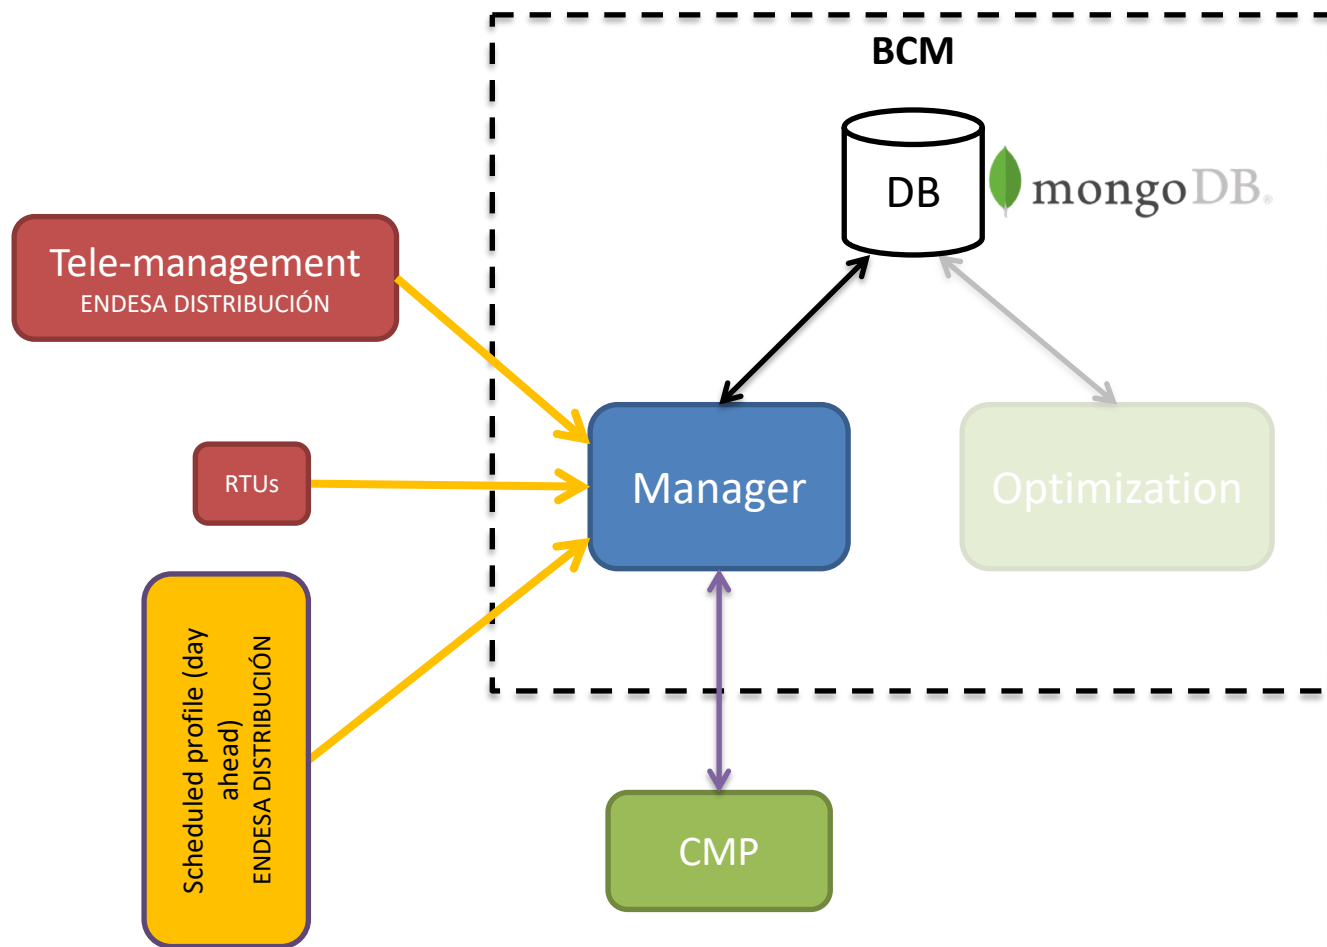 BCM
DB
mongoDB®
Tele-management
ENDESA DISTRIBUCIÓN
RTUs
Manager
Optimization
Scheduled profile (day
ahead)
ENDESA DISTRIBUCIÓN
CMP